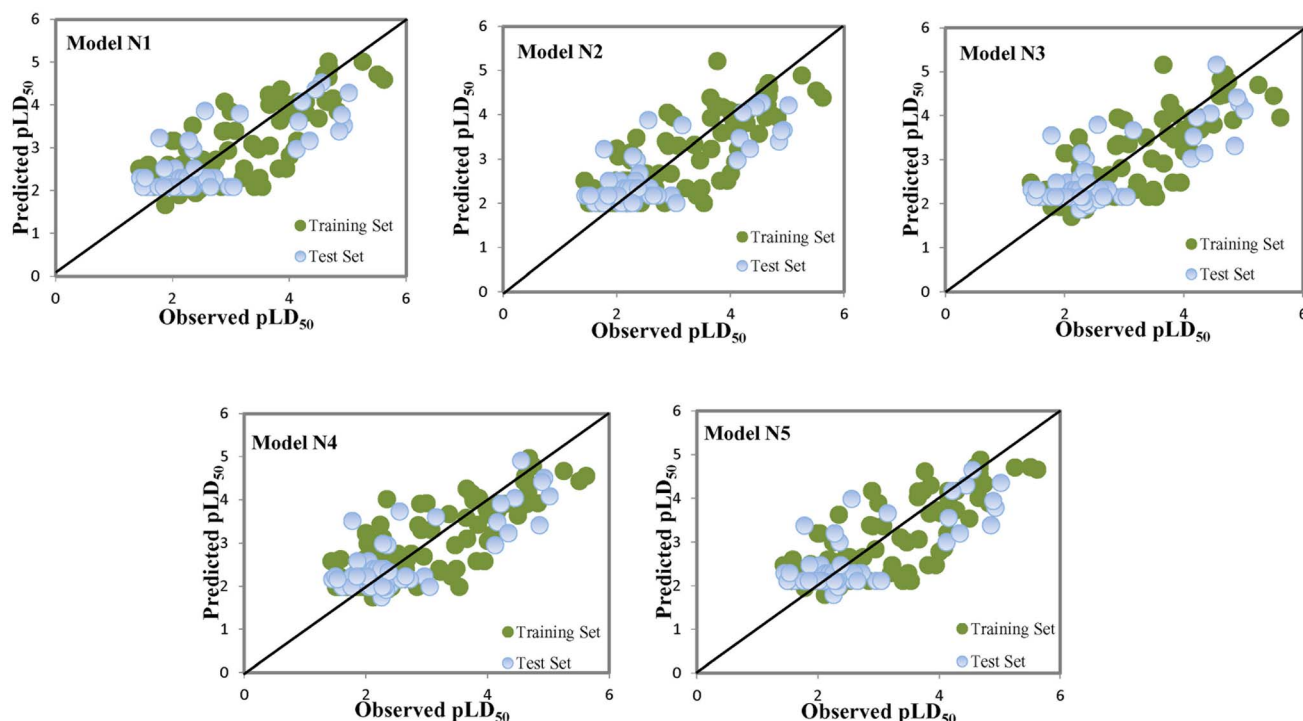 Model N1
Predicted pLD50
6
5
4
3
2
1
0
0 2 4 6
Observed pLD50
Training Set
Test Set
Model N2
Predicted pLD50
6
5
4
3
2
1
0
0 2 4 6
Observed pLD50
Training Set
Test Set
Model N3
Predicted pLD50
6
5
4
3
2
1
0
0 2 4 6
Observed pLD50
Training Set
Test Set
Model N4
Predicted pLD50
6
5
4
3
2
1
0
0 2 4 6
Observed pLD50
Training Set
Test Set
Model N5
Predicted pLD50
6
5
4
3
2
1
0
0 2 4 6
Observed pLD50
Training Set
Test Set